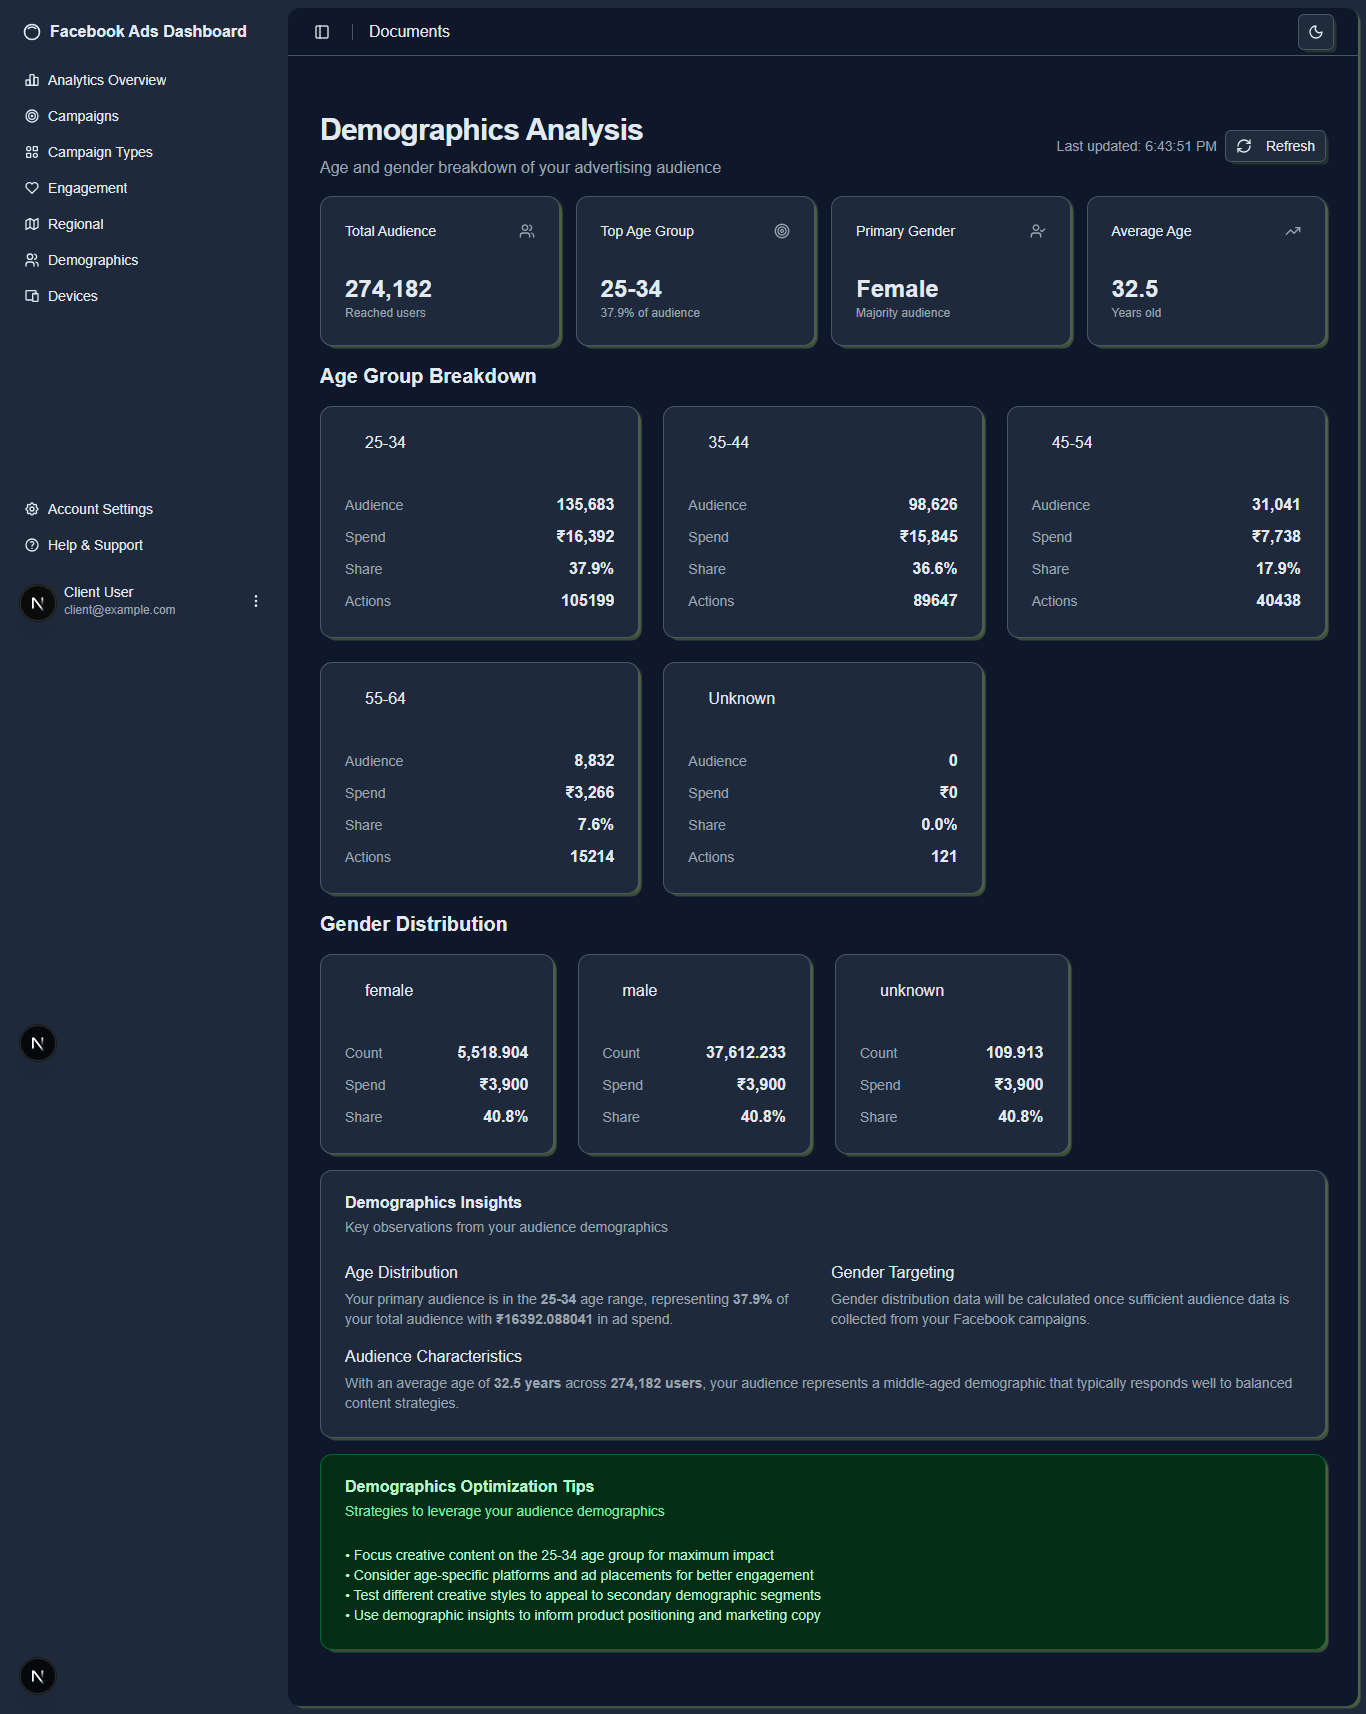 Facebook Ads Dashboard
Analytics Overview
Campaigns
Campaign Types
Engagement
Regional
Demographics
Devices
Account Settings
Help & Support
N
Client User
client@example.com
N
N
Documents
Demographics Analysis
Age and gender breakdown of your advertising audience
Last updated: 6:43:51 PM
Refresh
Total Audience
274,182
Reached users
Top Age Group
25-34
37.9% of audience
Primary Gender
Female
Majority audience
Average Age
32.5
Years old
Age Group Breakdown
25-34
Audience 135,683
Spend ₹16,392
Share 37.9%
Actions 105199
35-44
Audience 98,626
Spend ₹15,845
Share 36.6%
Actions 89647
45-54
Audience 31,041
Spend ₹7,738
Share 17.9%
Actions 40438
55-64
Audience 8,832
Spend ₹3,266
Share 7.6%
Actions 15214
Unknown
Audience 0
Spend ₹0
Share 0.0%
Actions 121
Gender Distribution
female
Count 5,518.904
Spend ₹3,900
Share 40.8%
male
Count 37,612.233
Spend ₹3,900
Share 40.8%
unknown
Count 109.913
Spend ₹3,900
Share 40.8%
Demographics Insights
Key observations from your audience demographics
Age Distribution
Your primary audience is in the 25-34 age range, representing 37.9% of
your total audience with ₹16392.088041 in ad spend.
Gender Targeting
Gender distribution data will be calculated once sufficient audience data is
collected from your Facebook campaigns.
Audience Characteristics
With an average age of 32.5 years across 274,182 users, your audience represents a middle-aged demographic that typically responds well to balanced
content strategies.
Demographics Optimization Tips
Strategies to leverage your audience demographics
• Focus creative content on the 25-34 age group for maximum impact
• Consider age-specific platforms and ad placements for better engagement
• Test different creative styles to appeal to secondary demographic segments
• Use demographic insights to inform product positioning and marketing copy